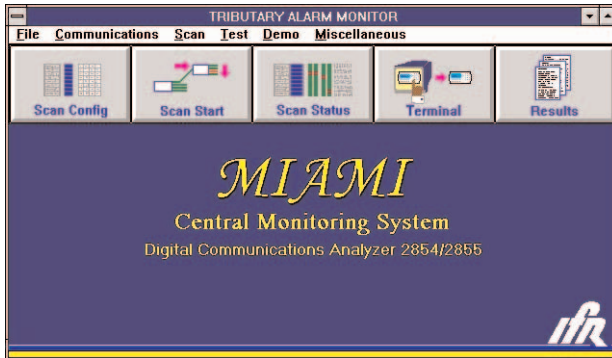 TRIBUTARY ALARM MONITOR
File Communications Scan Test Demo Miscellaneous
Scan Config Scan Start Scan Status Terminal Results
MIAMI
Central Monitoring System
Digital Communications Analyzer 2854/2855
ifr